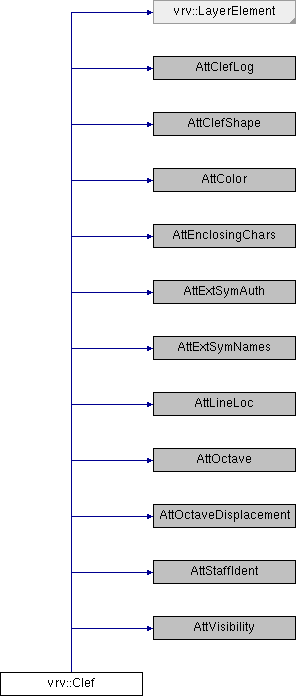 vrv::LayerElement
AttClefLog
AttClefShape
AttColor
AttEnclosingChars
AttExtSymAuth
AttExtSymNames
AttLineLoc
AttOctave
AttOctaveDisplacement
AttStaffIdent
AttVisibility
vrv::Clef